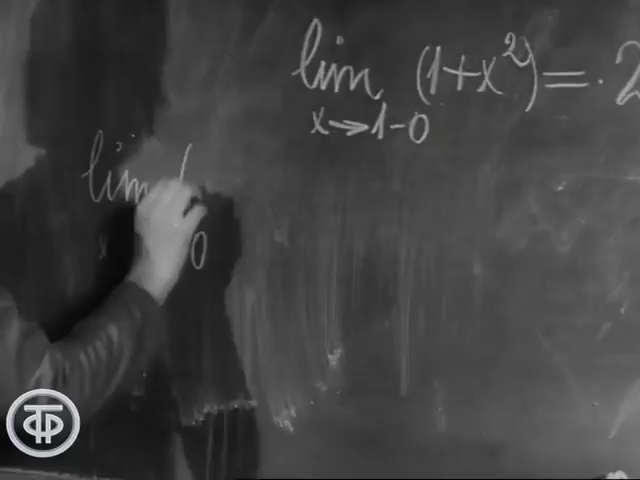 lim (1+x²)=·2
x→1-0
lim (
0